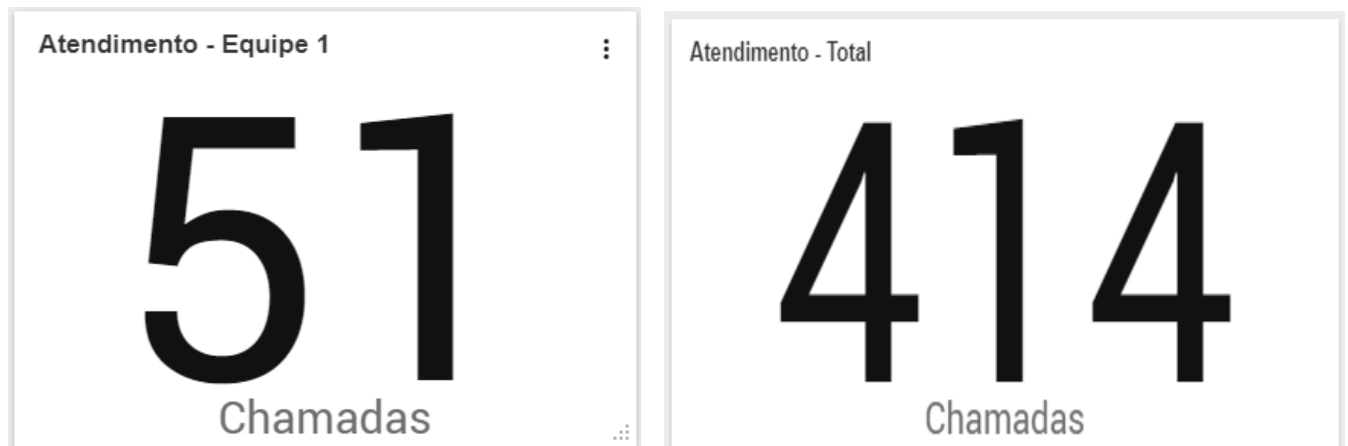 Atendimento - Equipe 1
51
Chamadas
Atendimento - Total
414
Chamadas